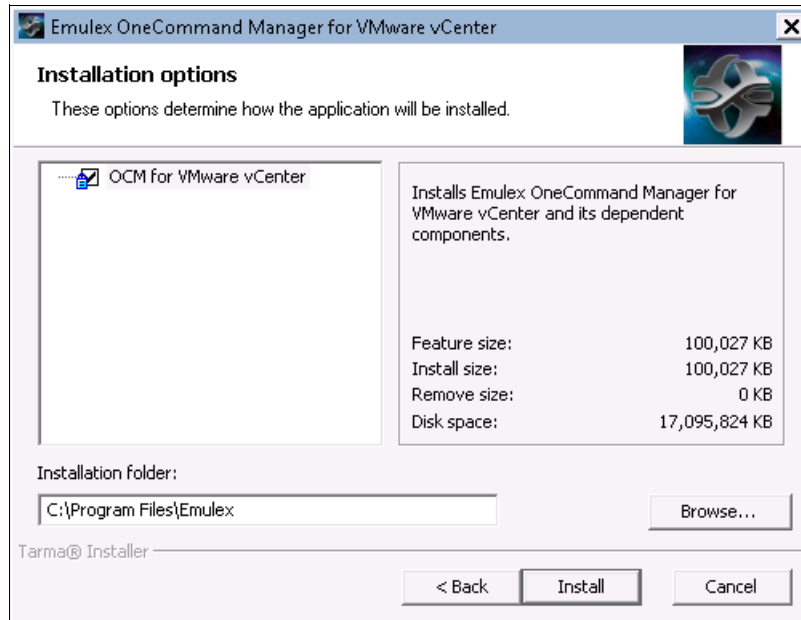 Emulex OneCommand Manager for VMware vCenter
Installation options
These options determine how the application will be installed.
OCM for VMware vCenter
Installs Emulex OneCommand Manager for
VMware vCenter and its dependent
components.
Feature size: 100,027 KB
Install size: 100,027 KB
Remove size: 0 KB
Disk space: 17,095,824 KB
Installation folder:
C:\Program Files\Emulex
Browse...
Tarma® Installer
< Back Install Cancel